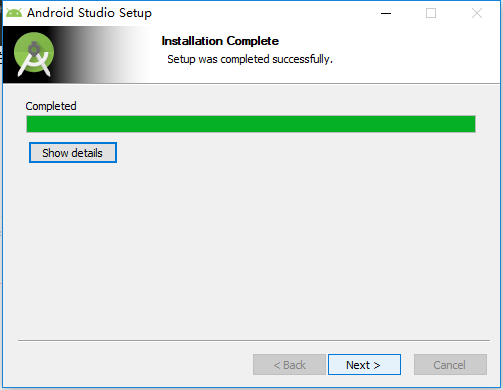 Android Studio Setup
Installation Complete
Setup was completed successfully.
Completed
Show details
< Back
Next >
Cancel